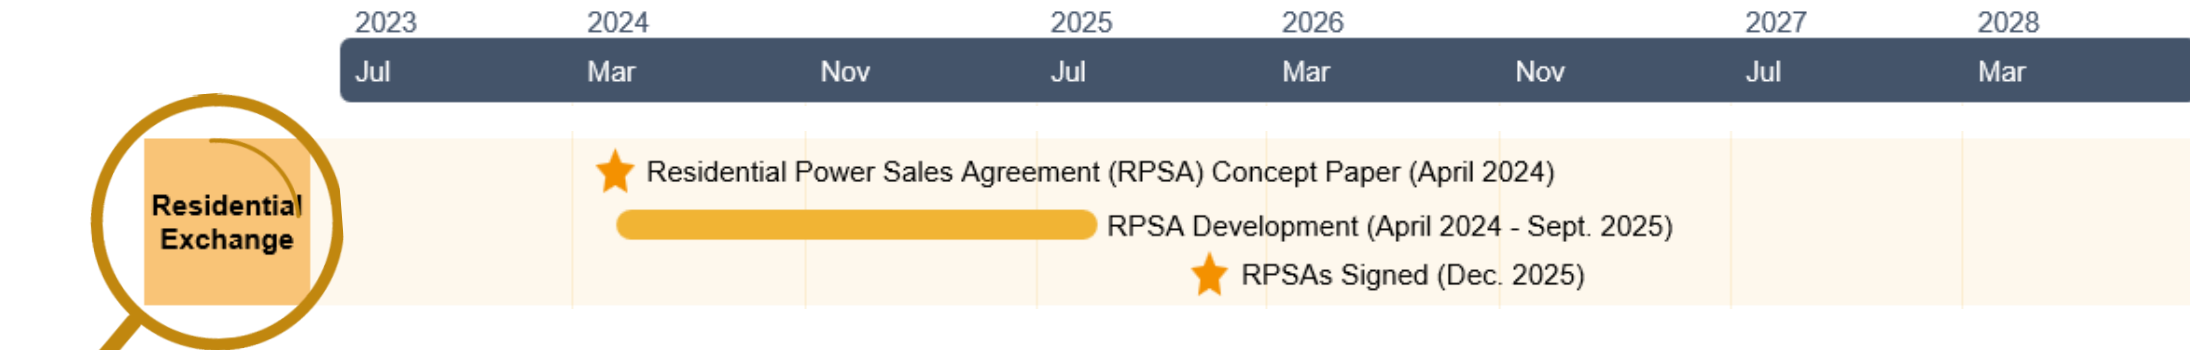 2023 2024 2025 2026 2027 2028
Jul Mar Nov Jul Mar Nov Jul Mar
Residential
Exchange
Residential Power Sales Agreement (RPSA) Concept Paper (April 2024)
RPSA Development (April 2024 - Sept. 2025)
RPSAs Signed (Dec. 2025)